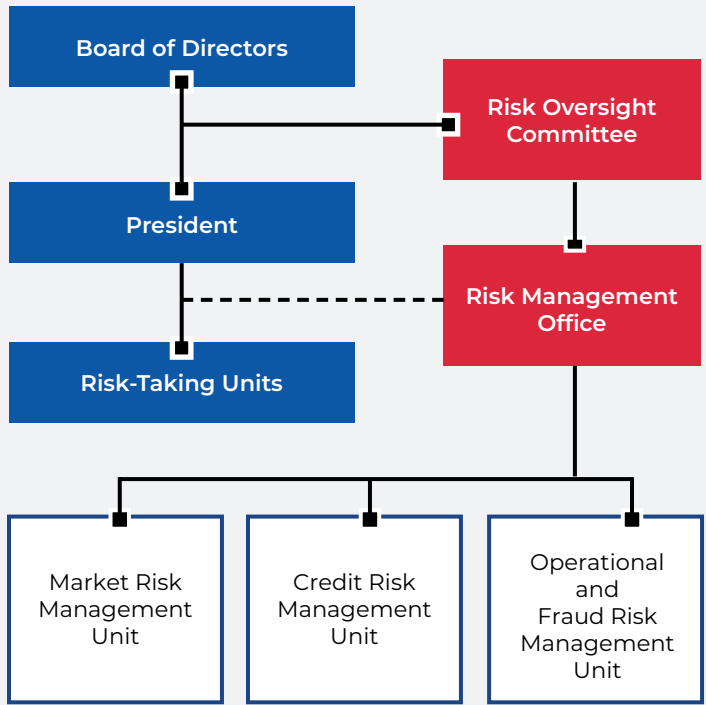 Board of Directors
Risk Oversight
Committee
President
Risk Management
Office
Risk-Taking Units
Market Risk
Management
Unit
Credit Risk
Management
Unit
Operational
and
Fraud Risk
Management
Unit